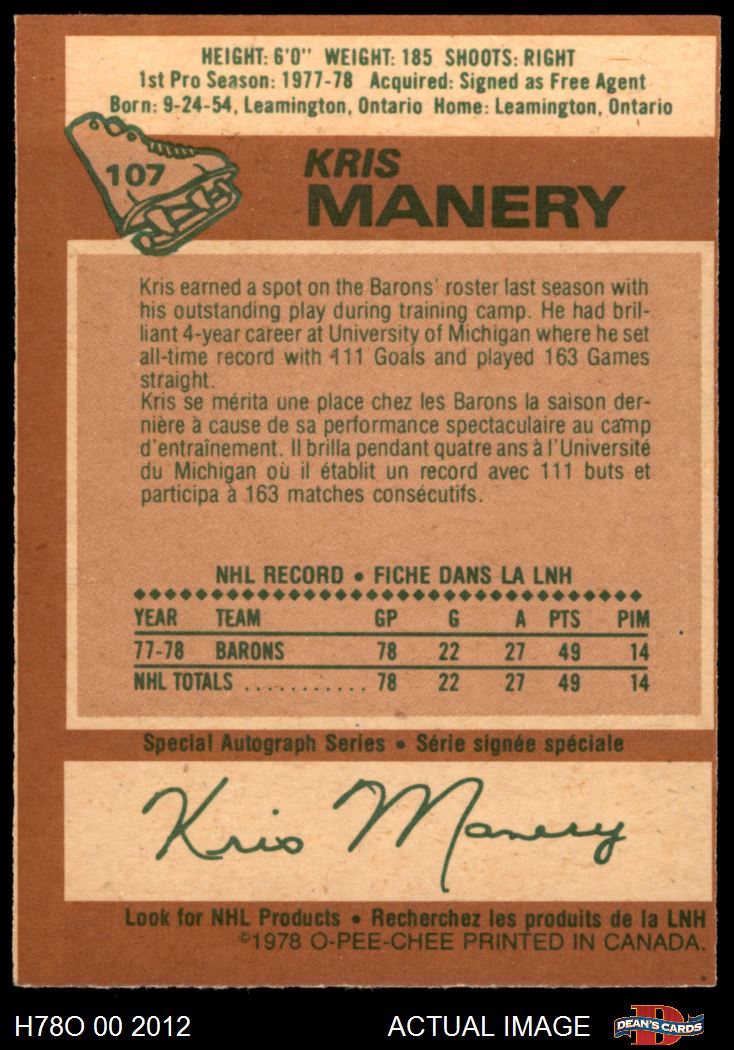 HEIGHT: 6'0" WEIGHT: 185 SHOOTS: RIGHT
1st Pro Season: 1977-78 Acquired: Signed as Free Agent
Born: 9-24-54, Leamington, Ontario Home: Leamington, Ontario
107
KRIS
MANERY
Kris earned a spot on the Barons' roster last season with
his outstanding play during training camp. He had bril-
liant 4-year career at University of Michigan where he set
all-time record with 111 Goals and played 163 Games
straight.
Kris se mérita une place chez les Barons la saison der-
nière à cause de sa performance spectaculaire au camp
d'entraînement. Il brilla pendant quatre ans à l'Université
du Michigan où il établit un record avec 111 buts et
participa à 163 matches consécutifs.
NHL RECORD • FICHE DANS LA LNH
YEAR TEAM GP G A PTS PIM
77-78 BARONS 78 22 27 49 14
NHL TOTALS ........... 78 22 27 49 14
Special Autograph Series • Série signée spéciale
Kris Manery
Look for NHL Products • Recherchez les produits de la LNH
©1978 O-PEE-CHEE PRINTED IN CANADA.
H78O 00 2012 ACTUAL IMAGE DEAN'S CARDS